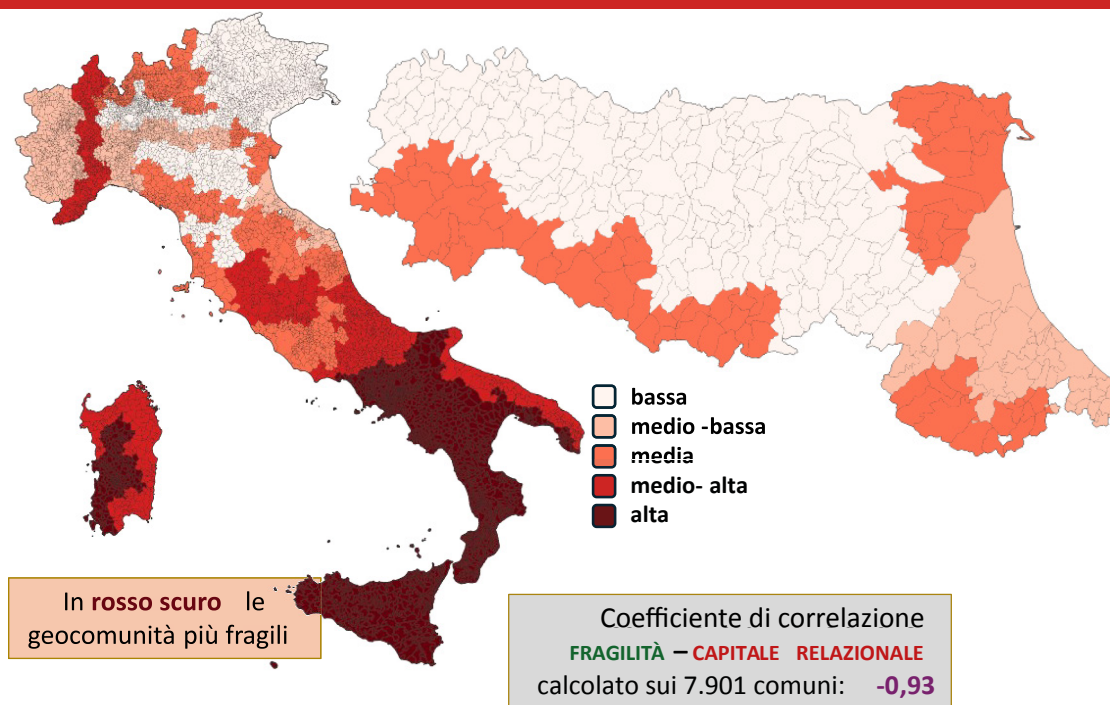 bassa
medio -bassa
media
medio- alta
alta
In rosso scuro le
geocomunità più fragili
Coefficiente di correlazione
FRAGILITÀ – CAPITALE RELAZIONALE
calcolato sui 7.901 comuni: -0,93